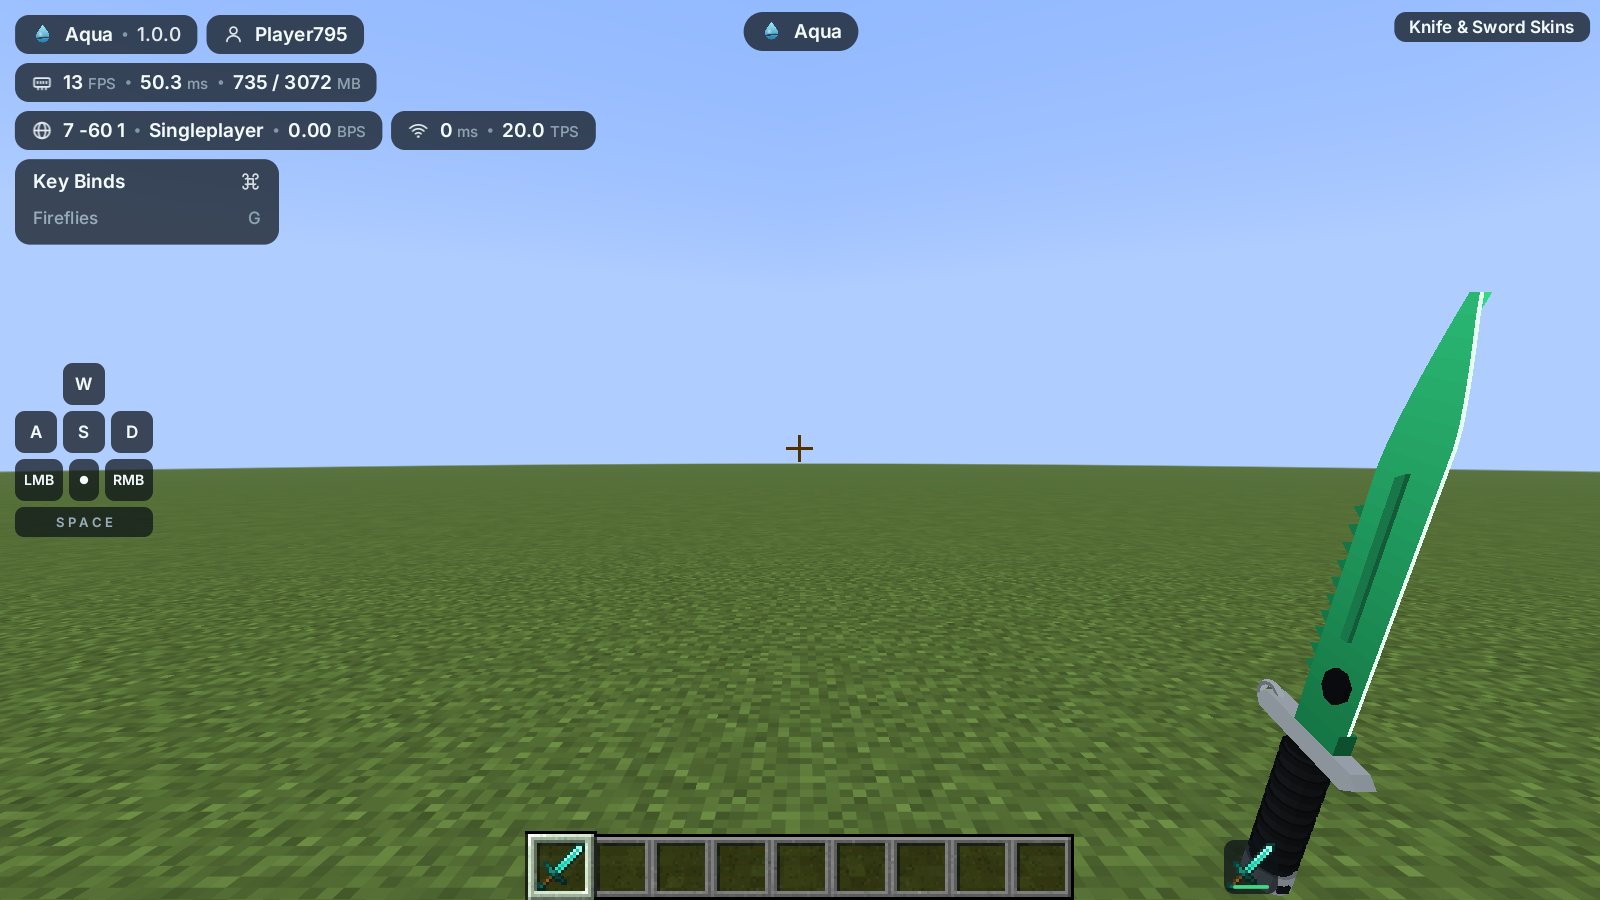 Aqua • 1.0.0
Player795
Aqua
Knife & Sword Skins
13 FPS • 50.3 ms • 735 / 3072 MB
7 -60 1 • Singleplayer • 0.00 BPS
0 ms • 20.0 TPS
Key Binds ⌘
Fireflies G
W
A S D
LMB RMB
SPACE